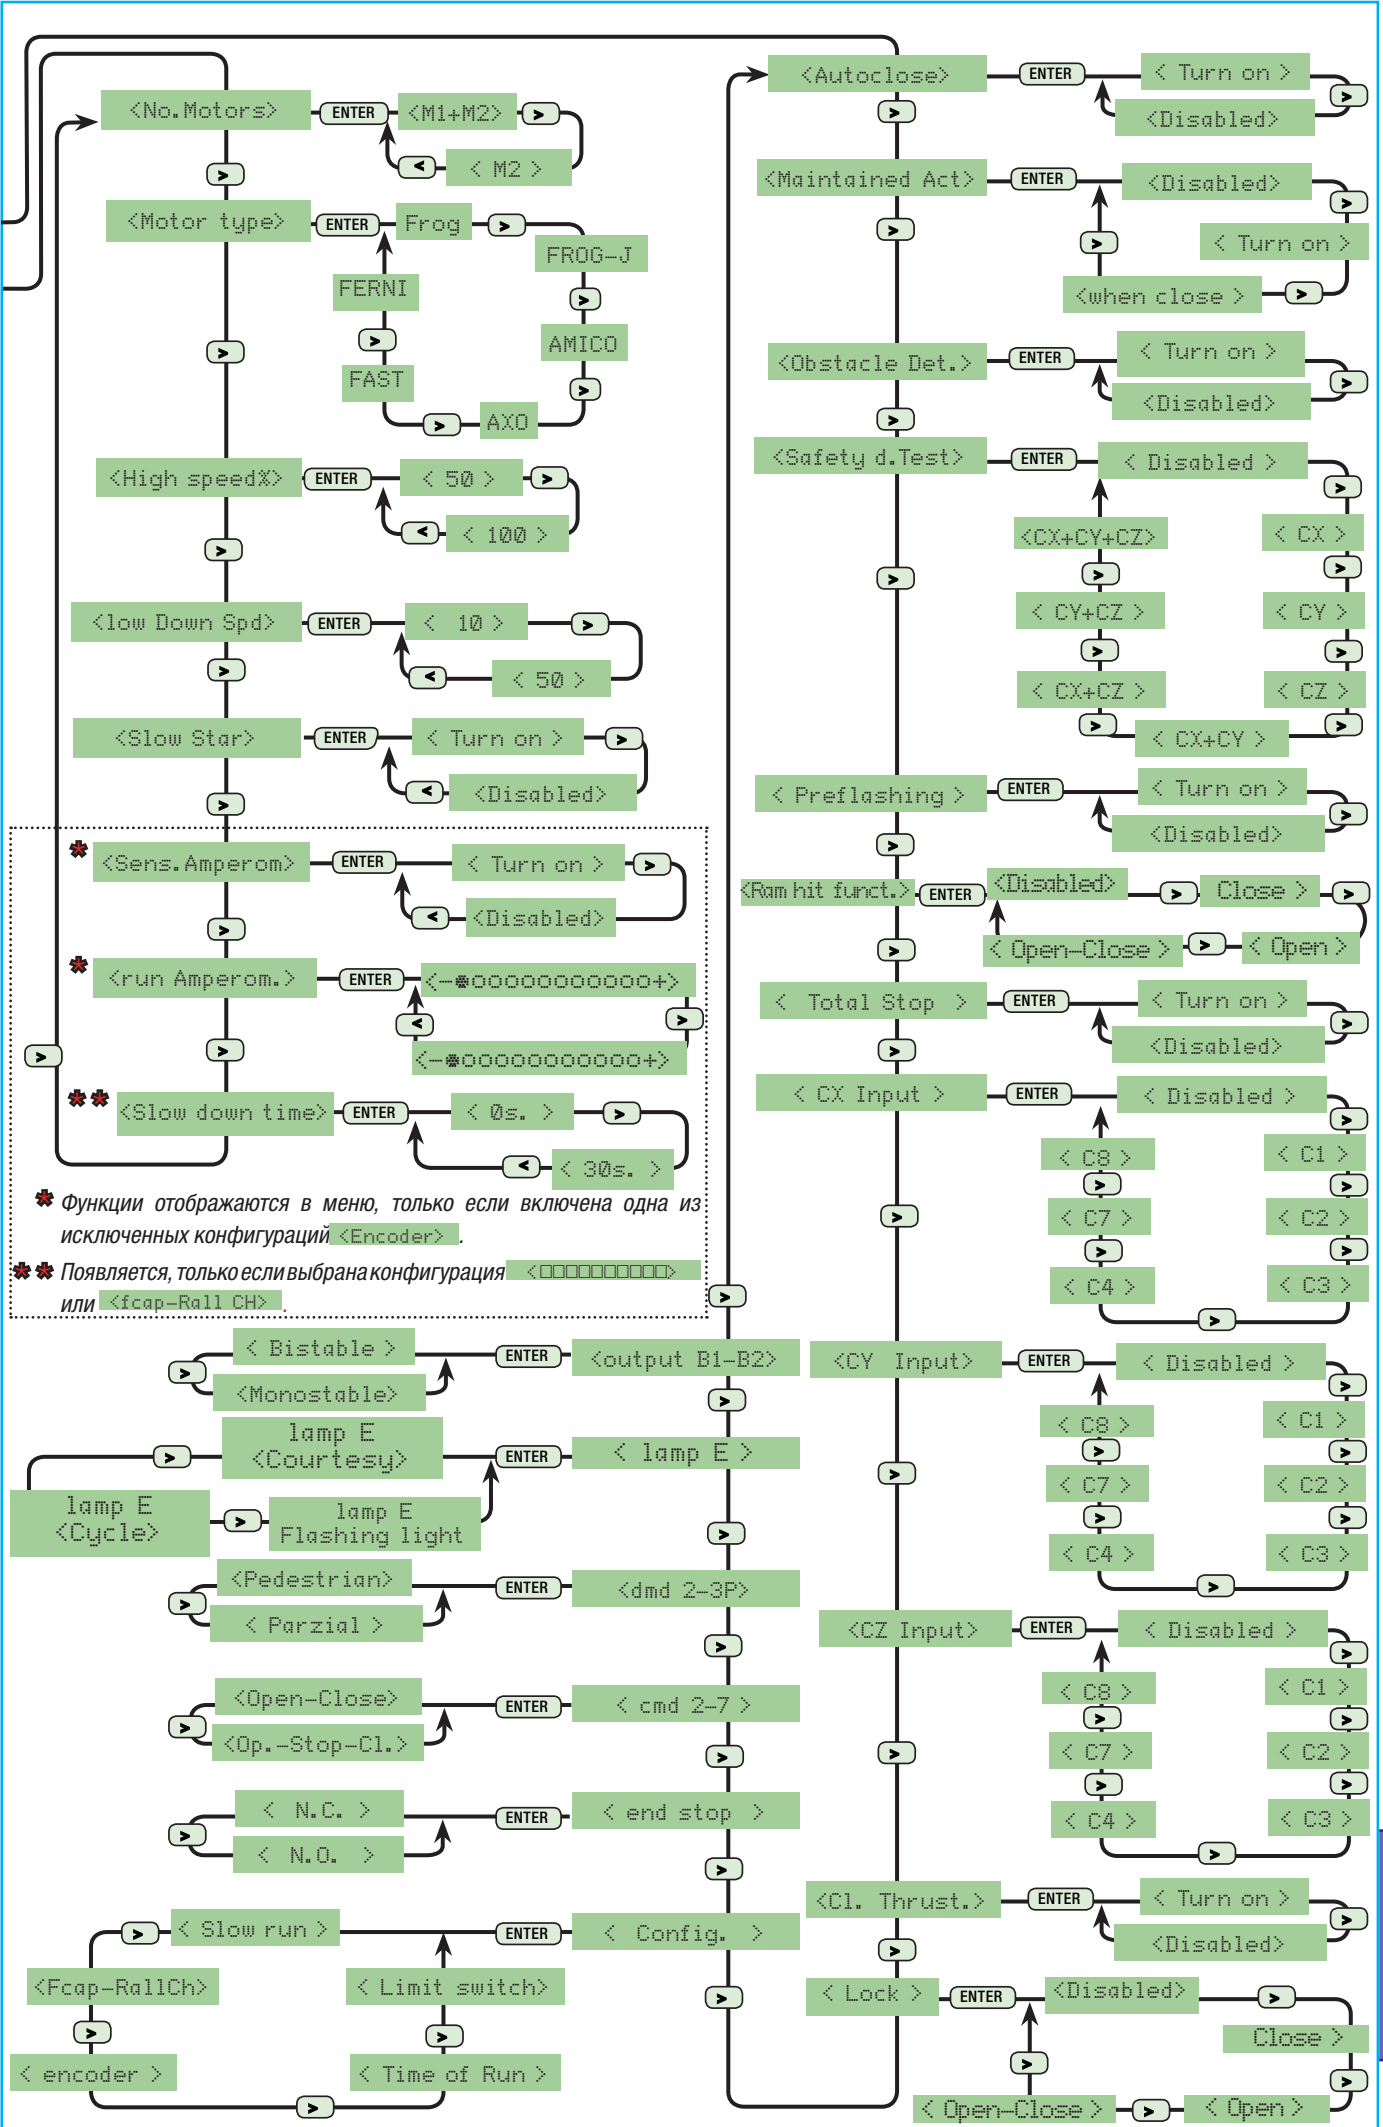 <No.Motors> ENTER <M1+M2> >
< < M2 >
>
<Motor type> ENTER Frog >
FROG-J
>
AMICO
>
AXO
>
FAST
>
FERNI
>
<High speed%> ENTER < 50 > >
< < 100 >
>
<low Down Spd> ENTER < 10 > >
< < 50 >
>
<Slow Star> ENTER < Turn on > >
< <Disabled>
>
* <Sens.Amperom> ENTER < Turn on > >
< <Disabled>
>
* <run Amperom.> ENTER <-*ooooooooooo+>
< >
<-*ooooooooooo+>
> >
** <Slow down time> ENTER < 0s. > >
< < 30s. >
* Функции отображаются в меню, только если включена одна из
исключенных конфигураций <Encoder> .
** Появляется, только если выбрана конфигурация <□□□□□□□□□□>
или <fcap-Rall CH> .
>
< Bistable > ENTER <output B1-B2>
>
<Monostable>
>
lamp E
<Courtesy>
> ENTER < lamp E >
lamp E
<Cycle>
>
lamp E
Flashing light
>
<Pedestrian> ENTER <dmd 2-3P>
>
< Parzial >
>
<Open-Close> ENTER < cmd 2-7 >
>
<Op.-Stop-Cl.>
>
< N.C. > ENTER < end stop >
>
< N.O. >
>
> < Slow run > ENTER < Config. >
<Fcap-RallCh> < Limit switch>
> >
< encoder > < Time of Run >
>
>
<Autoclose> ENTER < Turn on >
>
<Disabled>
>
<Maintained Act> ENTER <Disabled>
>
< Turn on >
>
<when close >
>
>
<Obstacle Det.> ENTER < Turn on >
>
<Disabled>
>
<Safety d.Test> ENTER < Disabled >
>
<CX+CY+CZ> < CX >
> >
< CY+CZ > < CY >
> >
< CX+CZ > < CZ >
> >
< CX+CY >
>
< Preflashing > ENTER < Turn on >
>
<Disabled>
>
<Ram hit funct.> ENTER <Disabled> > Close > >
< Open-Close > > < Open >
>
< Total Stop > ENTER < Turn on >
>
<Disabled>
>
< CX Input > ENTER < Disabled >
>
< C8 > < C1 >
> >
< C7 > < C2 >
> >
< C4 > < C3 >
>
>
<CY Input> ENTER < Disabled >
>
< C8 > < C1 >
> >
< C7 > < C2 >
> >
< C4 > < C3 >
>
>
<CZ Input> ENTER < Disabled >
>
< C8 > < C1 >
> >
< C7 > < C2 >
> >
< C4 > < C3 >
>
>
<Cl. Thrust.> ENTER < Turn on >
>
<Disabled>
>
< Lock > ENTER <Disabled> >
Close >
> >
< Open-Close > > < Open >